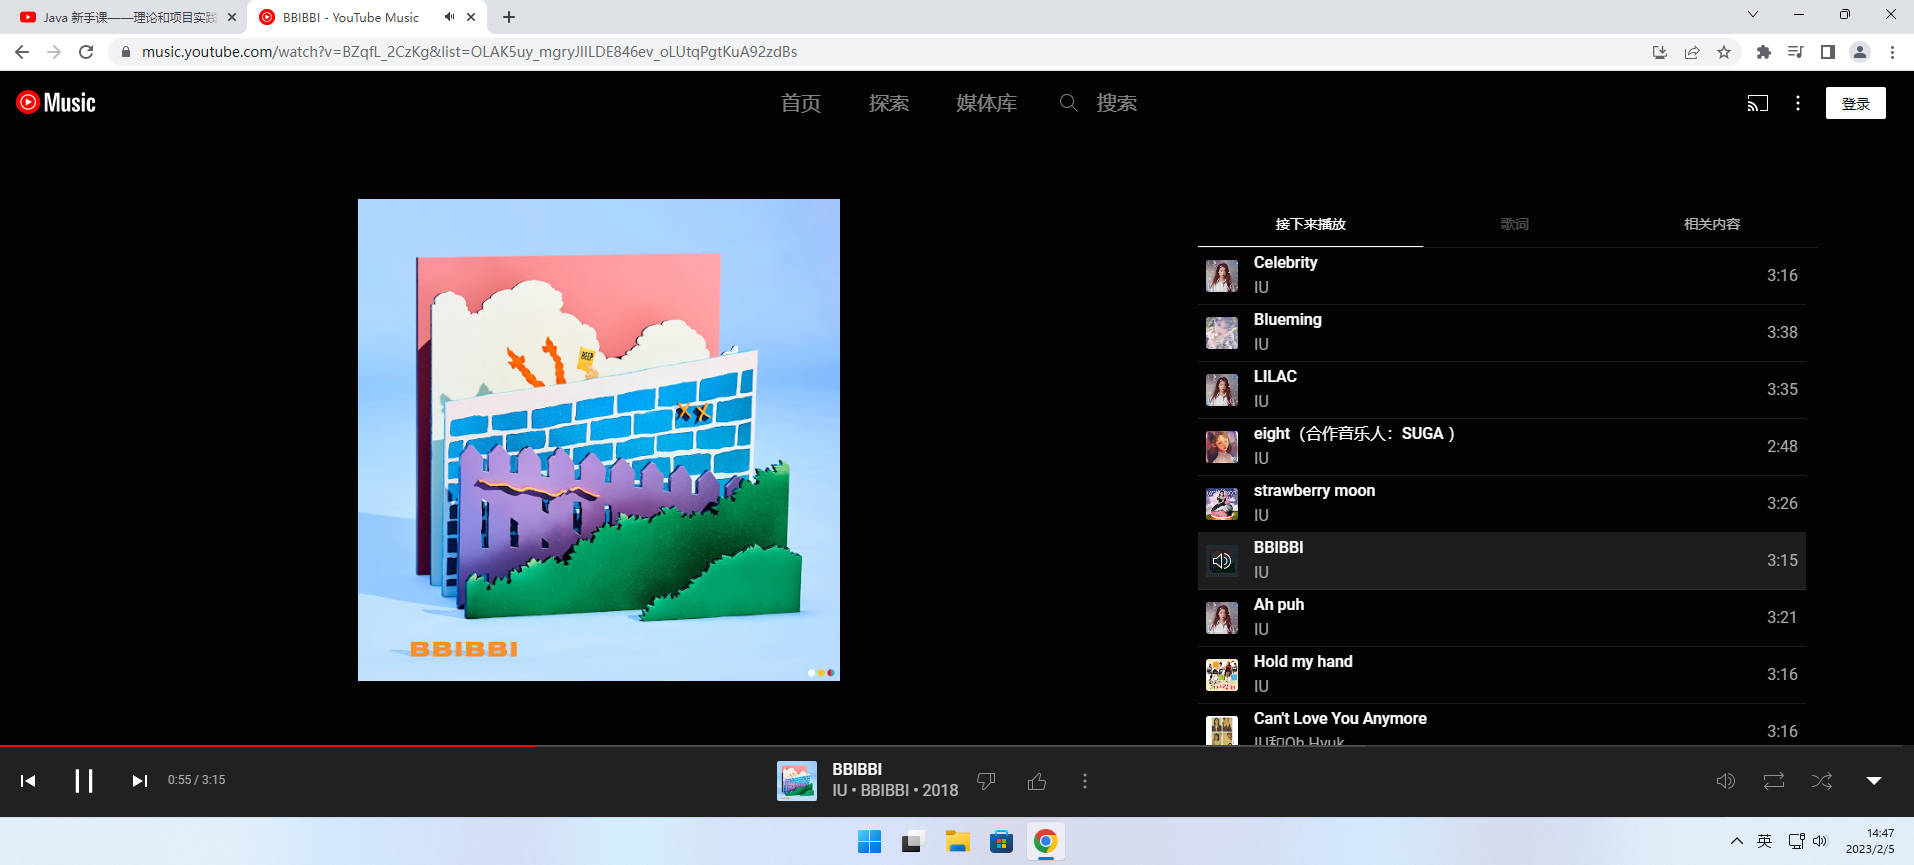 Java 新手课——理论和项目实践
BBIBBI - YouTube Music
music.youtube.com/watch?v=BZqfL_2CzKg&list=OLAK5uy_mgryJIILDE846ev_oLUtqPgtKuA92zdBs
Music
首页
探索
媒体库
搜索
登录
BEEP
BBIBBI
接下来播放
歌词
相关内容
Celebrity
IU
3:16
Blueming
IU
3:38
LILAC
IU
3:35
eight（合作音乐人：SUGA ）
IU
2:48
strawberry moon
IU
3:26
BBIBBI
IU
3:15
Ah puh
IU
3:21
Hold my hand
IU
3:16
Can't Love You Anymore
IU和Oh Hyuk
3:16
0:55 / 3:15
BBIBBI
IU • BBIBBI • 2018
英
14:47
2023/2/5